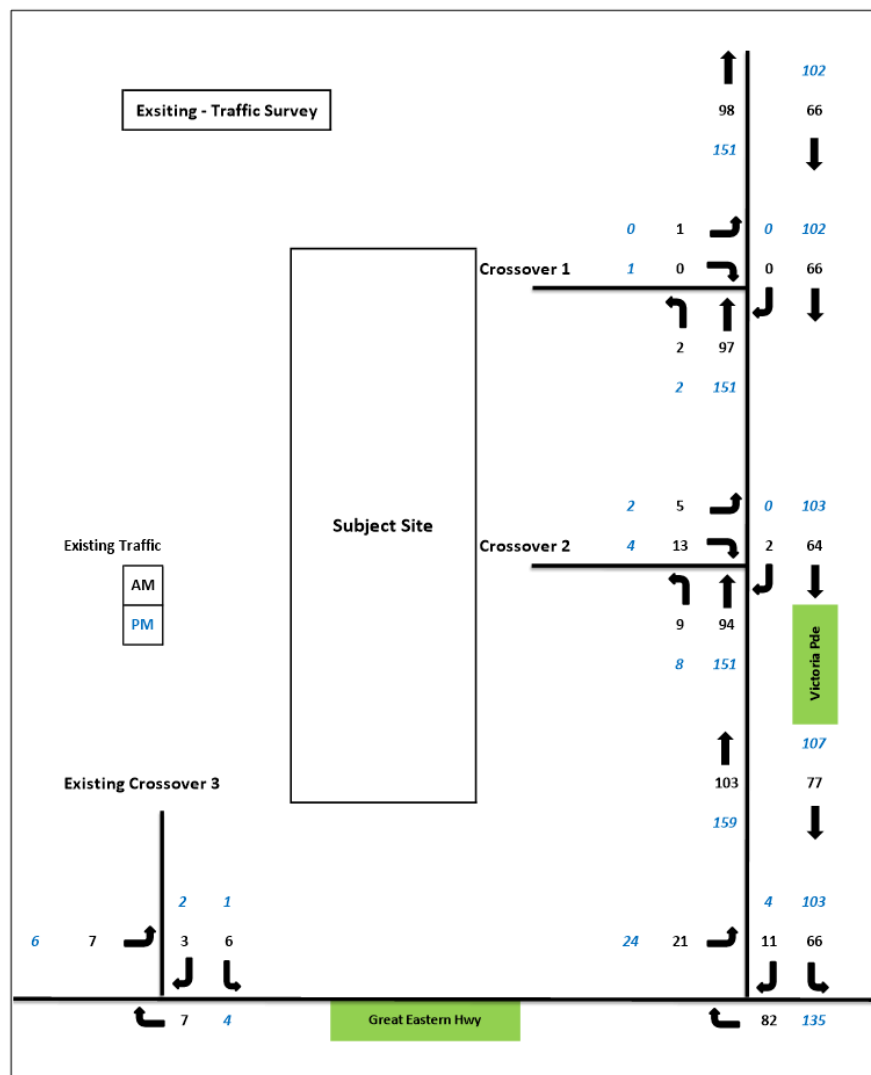 102
Exsiting - Traffic Survey
98 66
151
0 1 0 102
Crossover 1 1 0 0 66
2 97
2 151
2 5 0 103
Subject Site
Existing Traffic Crossover 2 4 13 2 64
AM
PM
9 94
8 151
Victoria Pde
107
Existing Crossover 3 103 77
159
2 1 4 103
6 7 3 6 24 21 11 66
7 4 Great Eastern Hwy 82 135